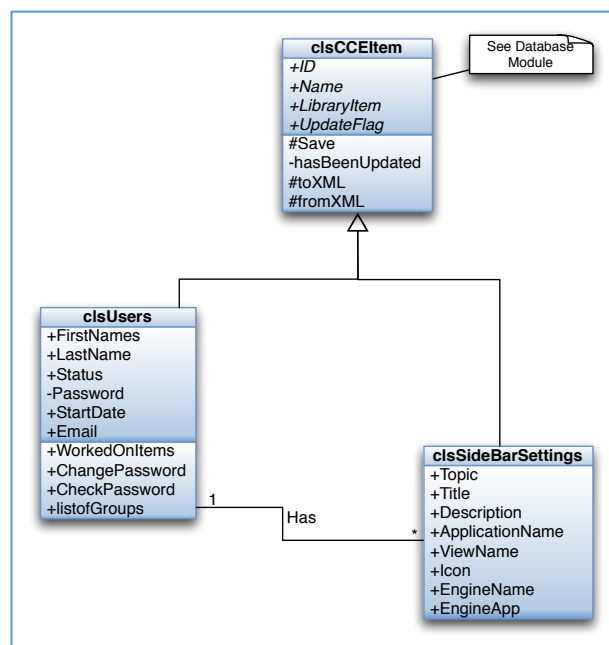 clsCCEItem
+ID
+Name
+LibraryItem
+UpdateFlag
#Save
-hasBeenUpdated
#toXML
#fromXML
See Database
Module
clsUsers
+FirstNames
+LastName
+Status
-Password
+StartDate
+Email
+WorkedOnItems
+ChangePassword
+CheckPassword
+listofGroups
1
Has
*
clsSideBarSettings
+Topic
+Title
+Description
+ApplicationName
+ViewName
+Icon
+EngineName
+EngineApp